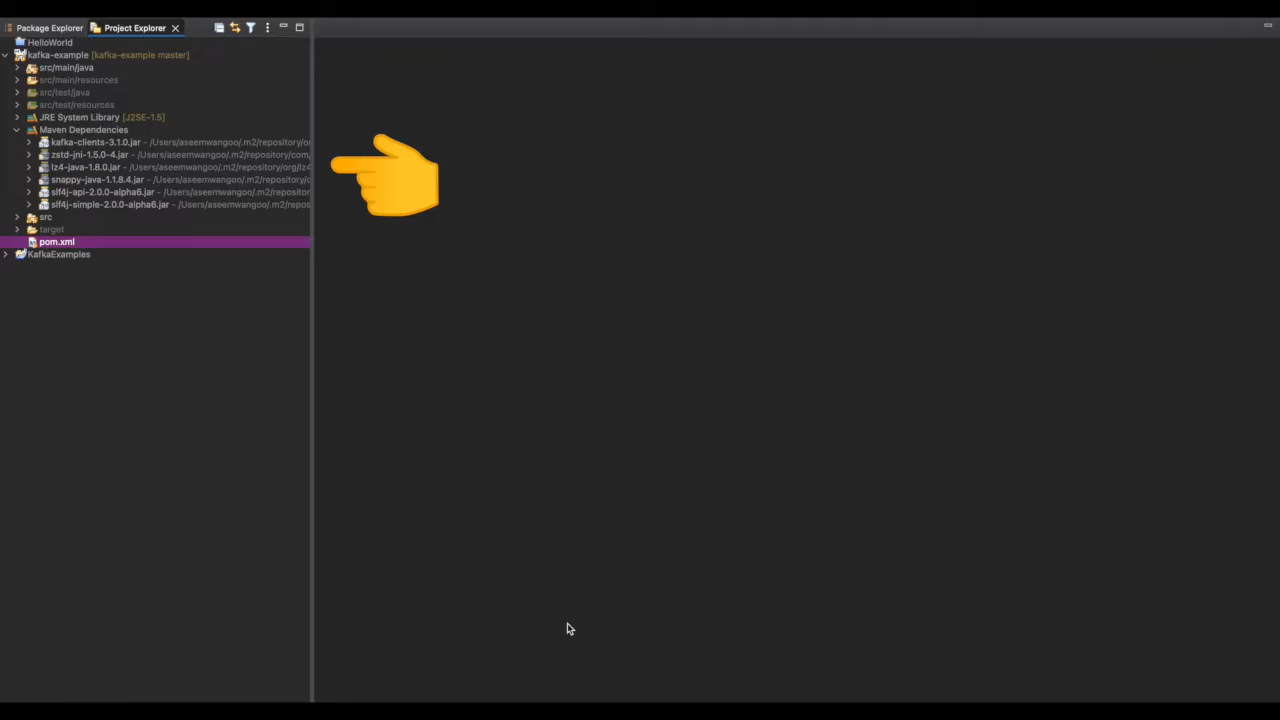 Package Explorer Project Explorer
HelloWorld
kafka-example [kafka-example master]
src/main/java
src/main/resources
src/test/java
src/test/resources
JRE System Library [J2SE-1.5]
Maven Dependencies
kafka-clients-3.1.0.jar - /Users/aseemwangoo/.m2/repository/or
zstd-jni-1.5.0-4.jar - /Users/aseemwangoo/.m2/repository/com,
lz4-java-1.8.0.jar - /Users/aseemwangoo/.m2/repository/org/lz4
snappy-java-1.1.8.4.jar - /Users/aseemwangoo/.m2/repository/o
slf4j-api-2.0.0-alpha6.jar - /Users/aseemwangoo/.m2/repositor
slf4j-simple-2.0.0-alpha6.jar - /Users/aseemwangoo/.m2/repos
src
target
pom.xml
KafkaExamples